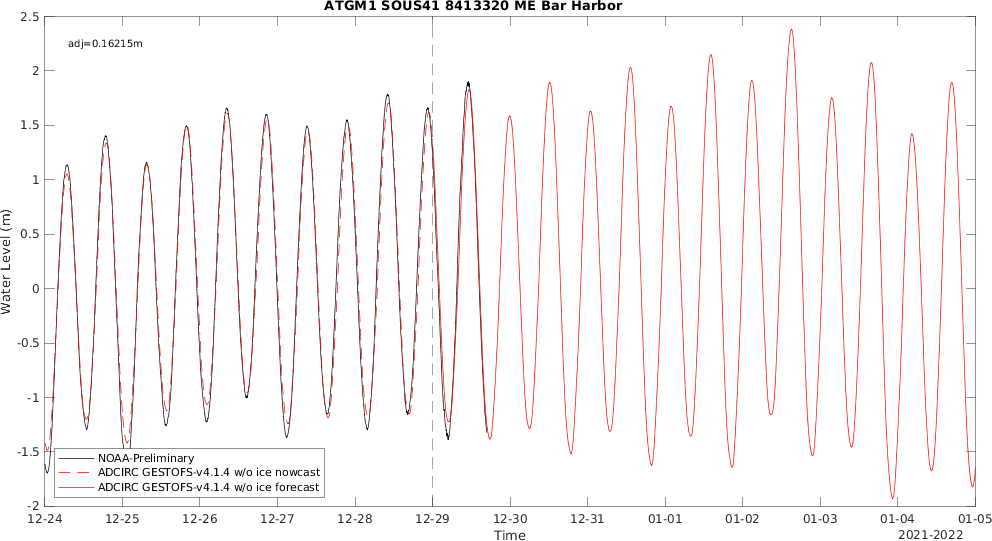 ATGM1 SOUS41 8413320 ME Bar Harbor
adj=0.16215m
2.5
2
1.5
1
0.5
0
-0.5
-1
-1.5
-2
Water Level (m)
NOAA-Preliminary
ADCIRC GESTOFS-v4.1.4 w/o ice nowcast
ADCIRC GESTOFS-v4.1.4 w/o ice forecast
12-24 12-25 12-26 12-27 12-28 12-29 12-30 12-31 01-01 01-02 01-03 01-04 01-05
Time
2021-2022